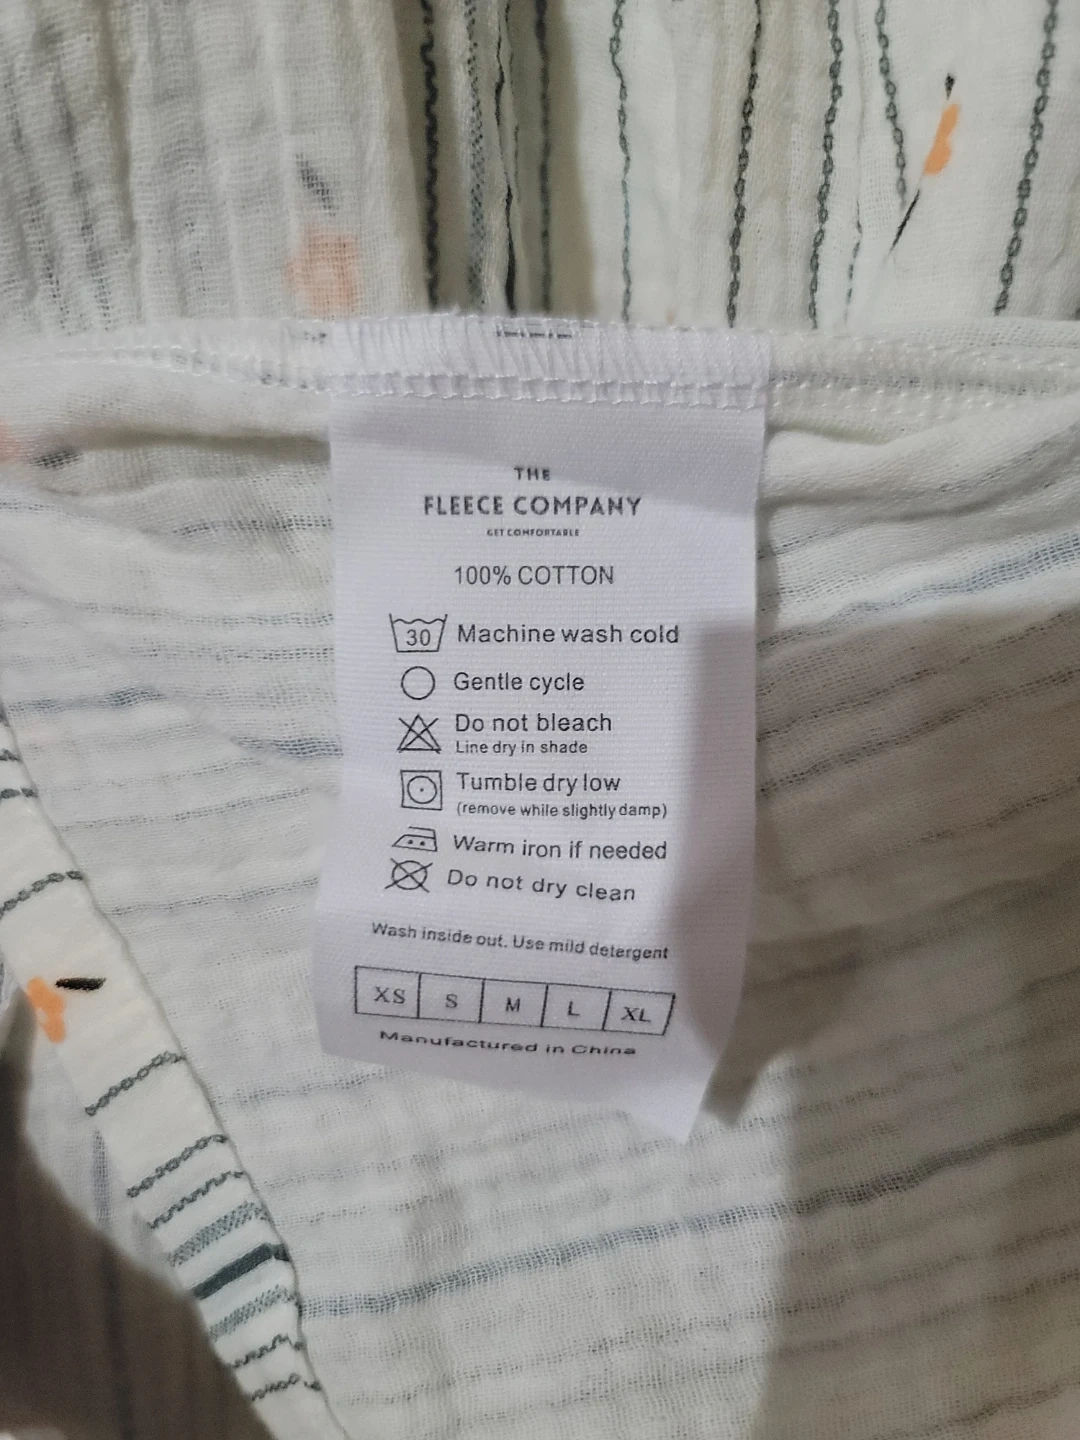 THE
FLEECE COMPANY
GET COMFORTABLE
100% COTTON
30 Machine wash cold
Gentle cycle
Do not bleach
Line dry in shade
Tumble dry low
(remove while slightly damp)
Warm iron if needed
Do not dry clean
Wash inside out. Use mild detergent
XS S M L XL
Manufactured in China